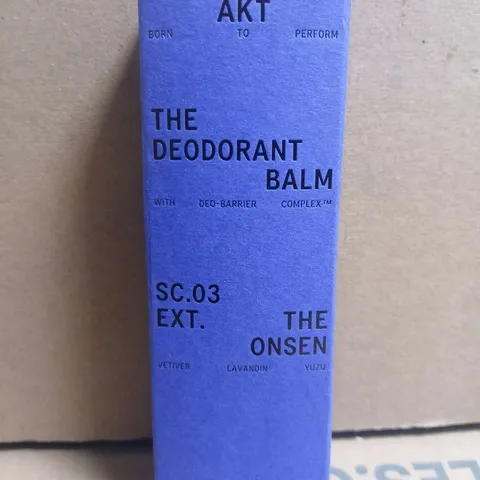 AKT
BORN TO PERFORM
THE
DEODORANT
BALM
WITH DEO-BARRIER COMPLEX™
SC.03
EXT. THE
ONSEN
VETIVER LAVANDIN YUZU